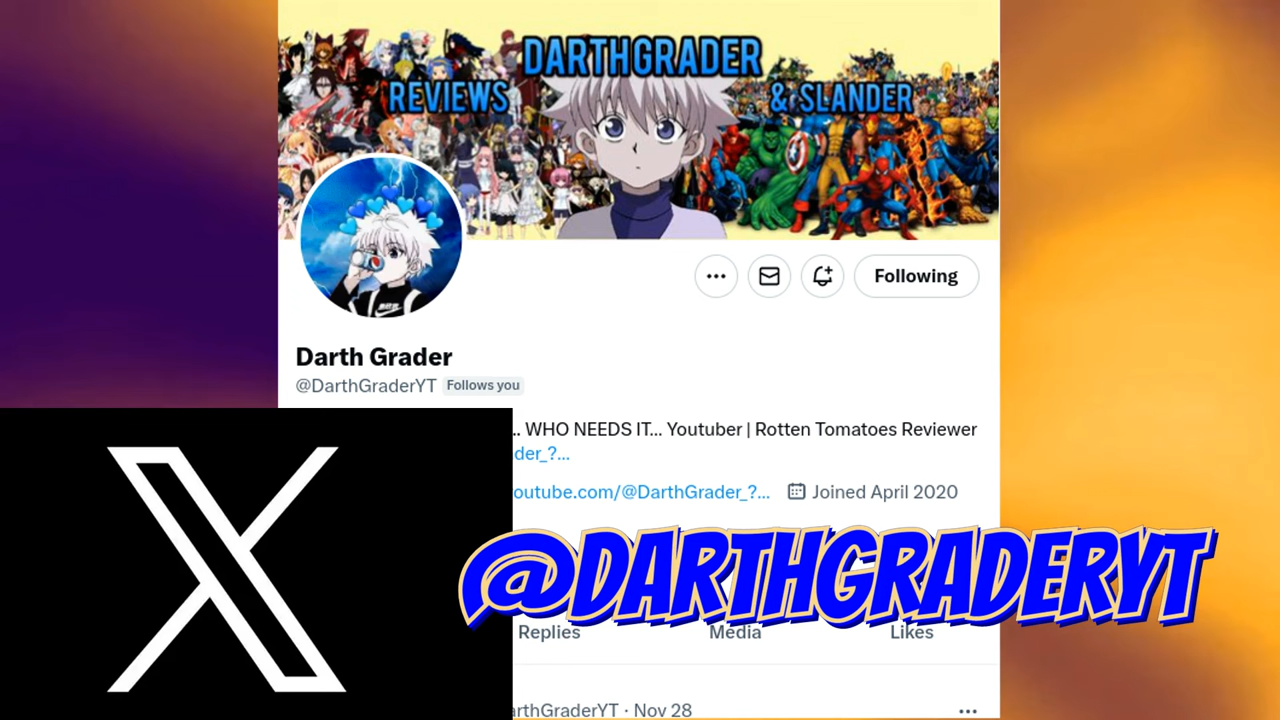 DARTHGRADER
REVIEWS & SLANDER
Following
Darth Grader
@DarthGraderYT Follows you
.. WHO NEEDS IT... Youtuber | Rotten Tomatoes Reviewer
der_?...
outube.com/@DarthGrader_?... Joined April 2020
X
@DARTHGRADERYT
Replies Media Likes
arthGraderYT · Nov 28